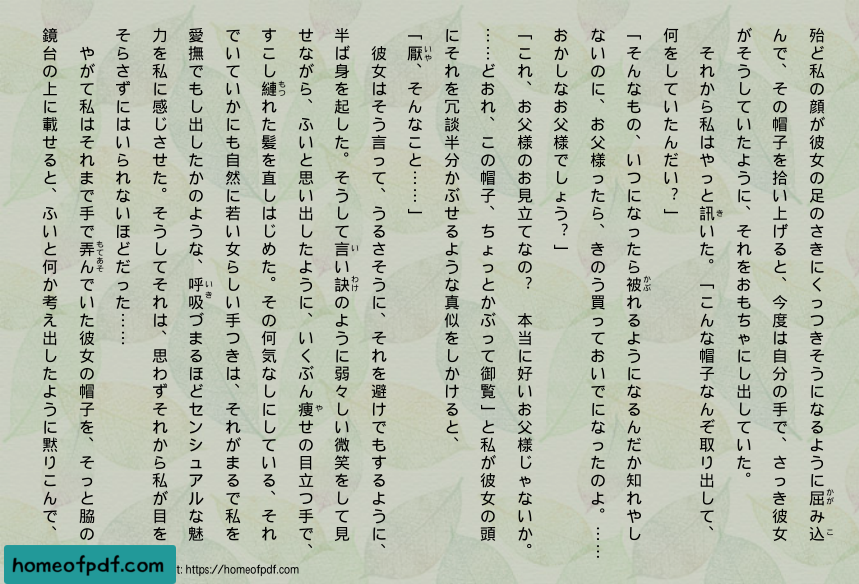 殆ど私の顔が彼女の足のさきにくっつきそうになるように屈み込
んで、その帽子を拾い上げると、今度は自分の手で、さっき彼女
がそうしていたように、それをおもちゃにし出していた。
それから私はやっと訊いた。「こんな帽子なんぞ取り出して、
何をしていたんだい？」
「そんなもの、いつになったら被れるようになるんだか知れやし
ないのに、お父様ったら、きのう買っておいでになったのよ。……
おかしなお父様でしょう？」
「これ、お父様のお見立てなの？　本当に好いお父様じゃないか。
……どおれ、この帽子、ちょっとかぶって御覧」と私が彼女の頭
にそれを冗談半分かぶせるような真似をしかけると、
「厭、そんなこと……」
彼女はそう言って、うるさそうに、それを避けでもするように、
半ば身を起した。そうして言い訣のように弱々しい微笑をして見
せながら、ふいと思い出したように、いくぶん痩せの目立つ手で、
すこし縺れた髪を直しはじめた。その何気なしにしている、それ
でいていかにも自然に若い女らしい手つきは、それがまるで私を
愛撫でもし出したかのような、呼吸づまるほどセンシュアルな魅
力を私に感じさせた。そうしてそれは、思わずそれから私が目を
そらさずにはいられないほどだった……
やがて私はそれまで手で弄んでいた彼女の帽子を、そっと脇の
鏡台の上に載せると、ふいと何か考え出したように黙りこんで、
homeofpdf.com
t: https://homeofpdf.com